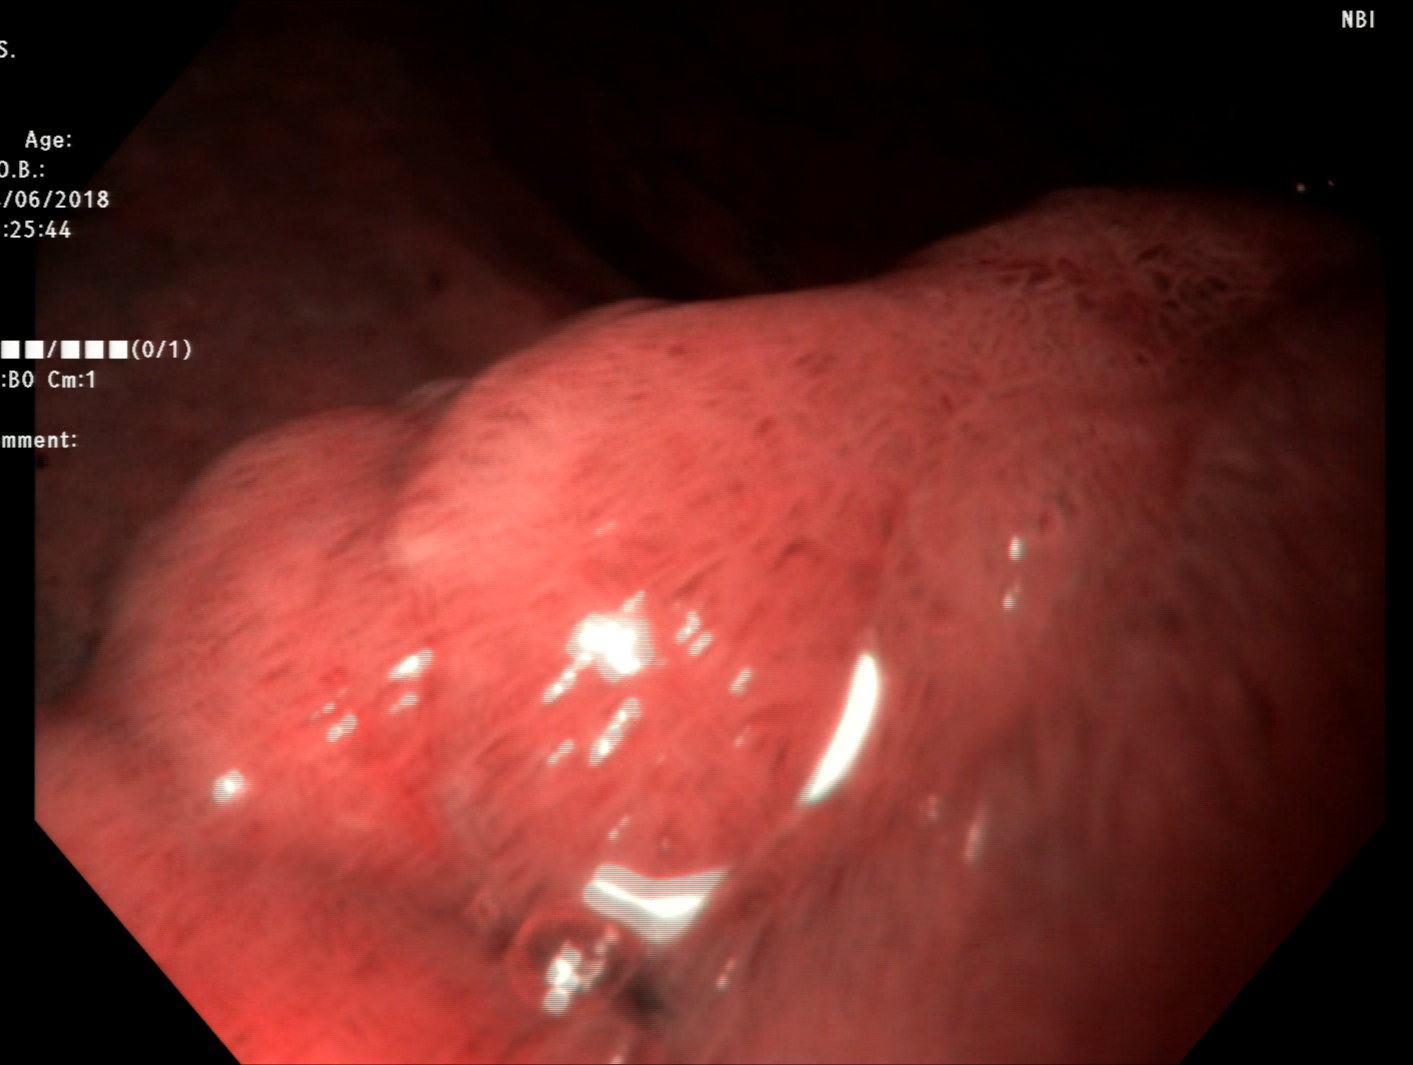 NBI
S.
Age:
O.B.:
/06/2018
:25:44
■■/■■■(0/1)
:B0 Cm:1
mment: